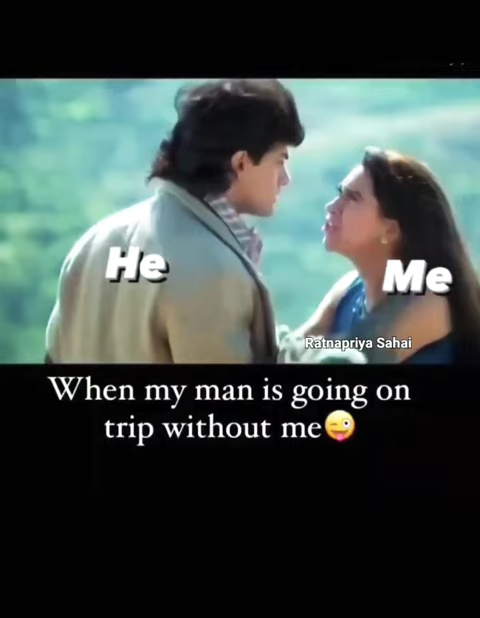 He
Me
Ratnapriya Sahai
When my man is going on
trip without me😜